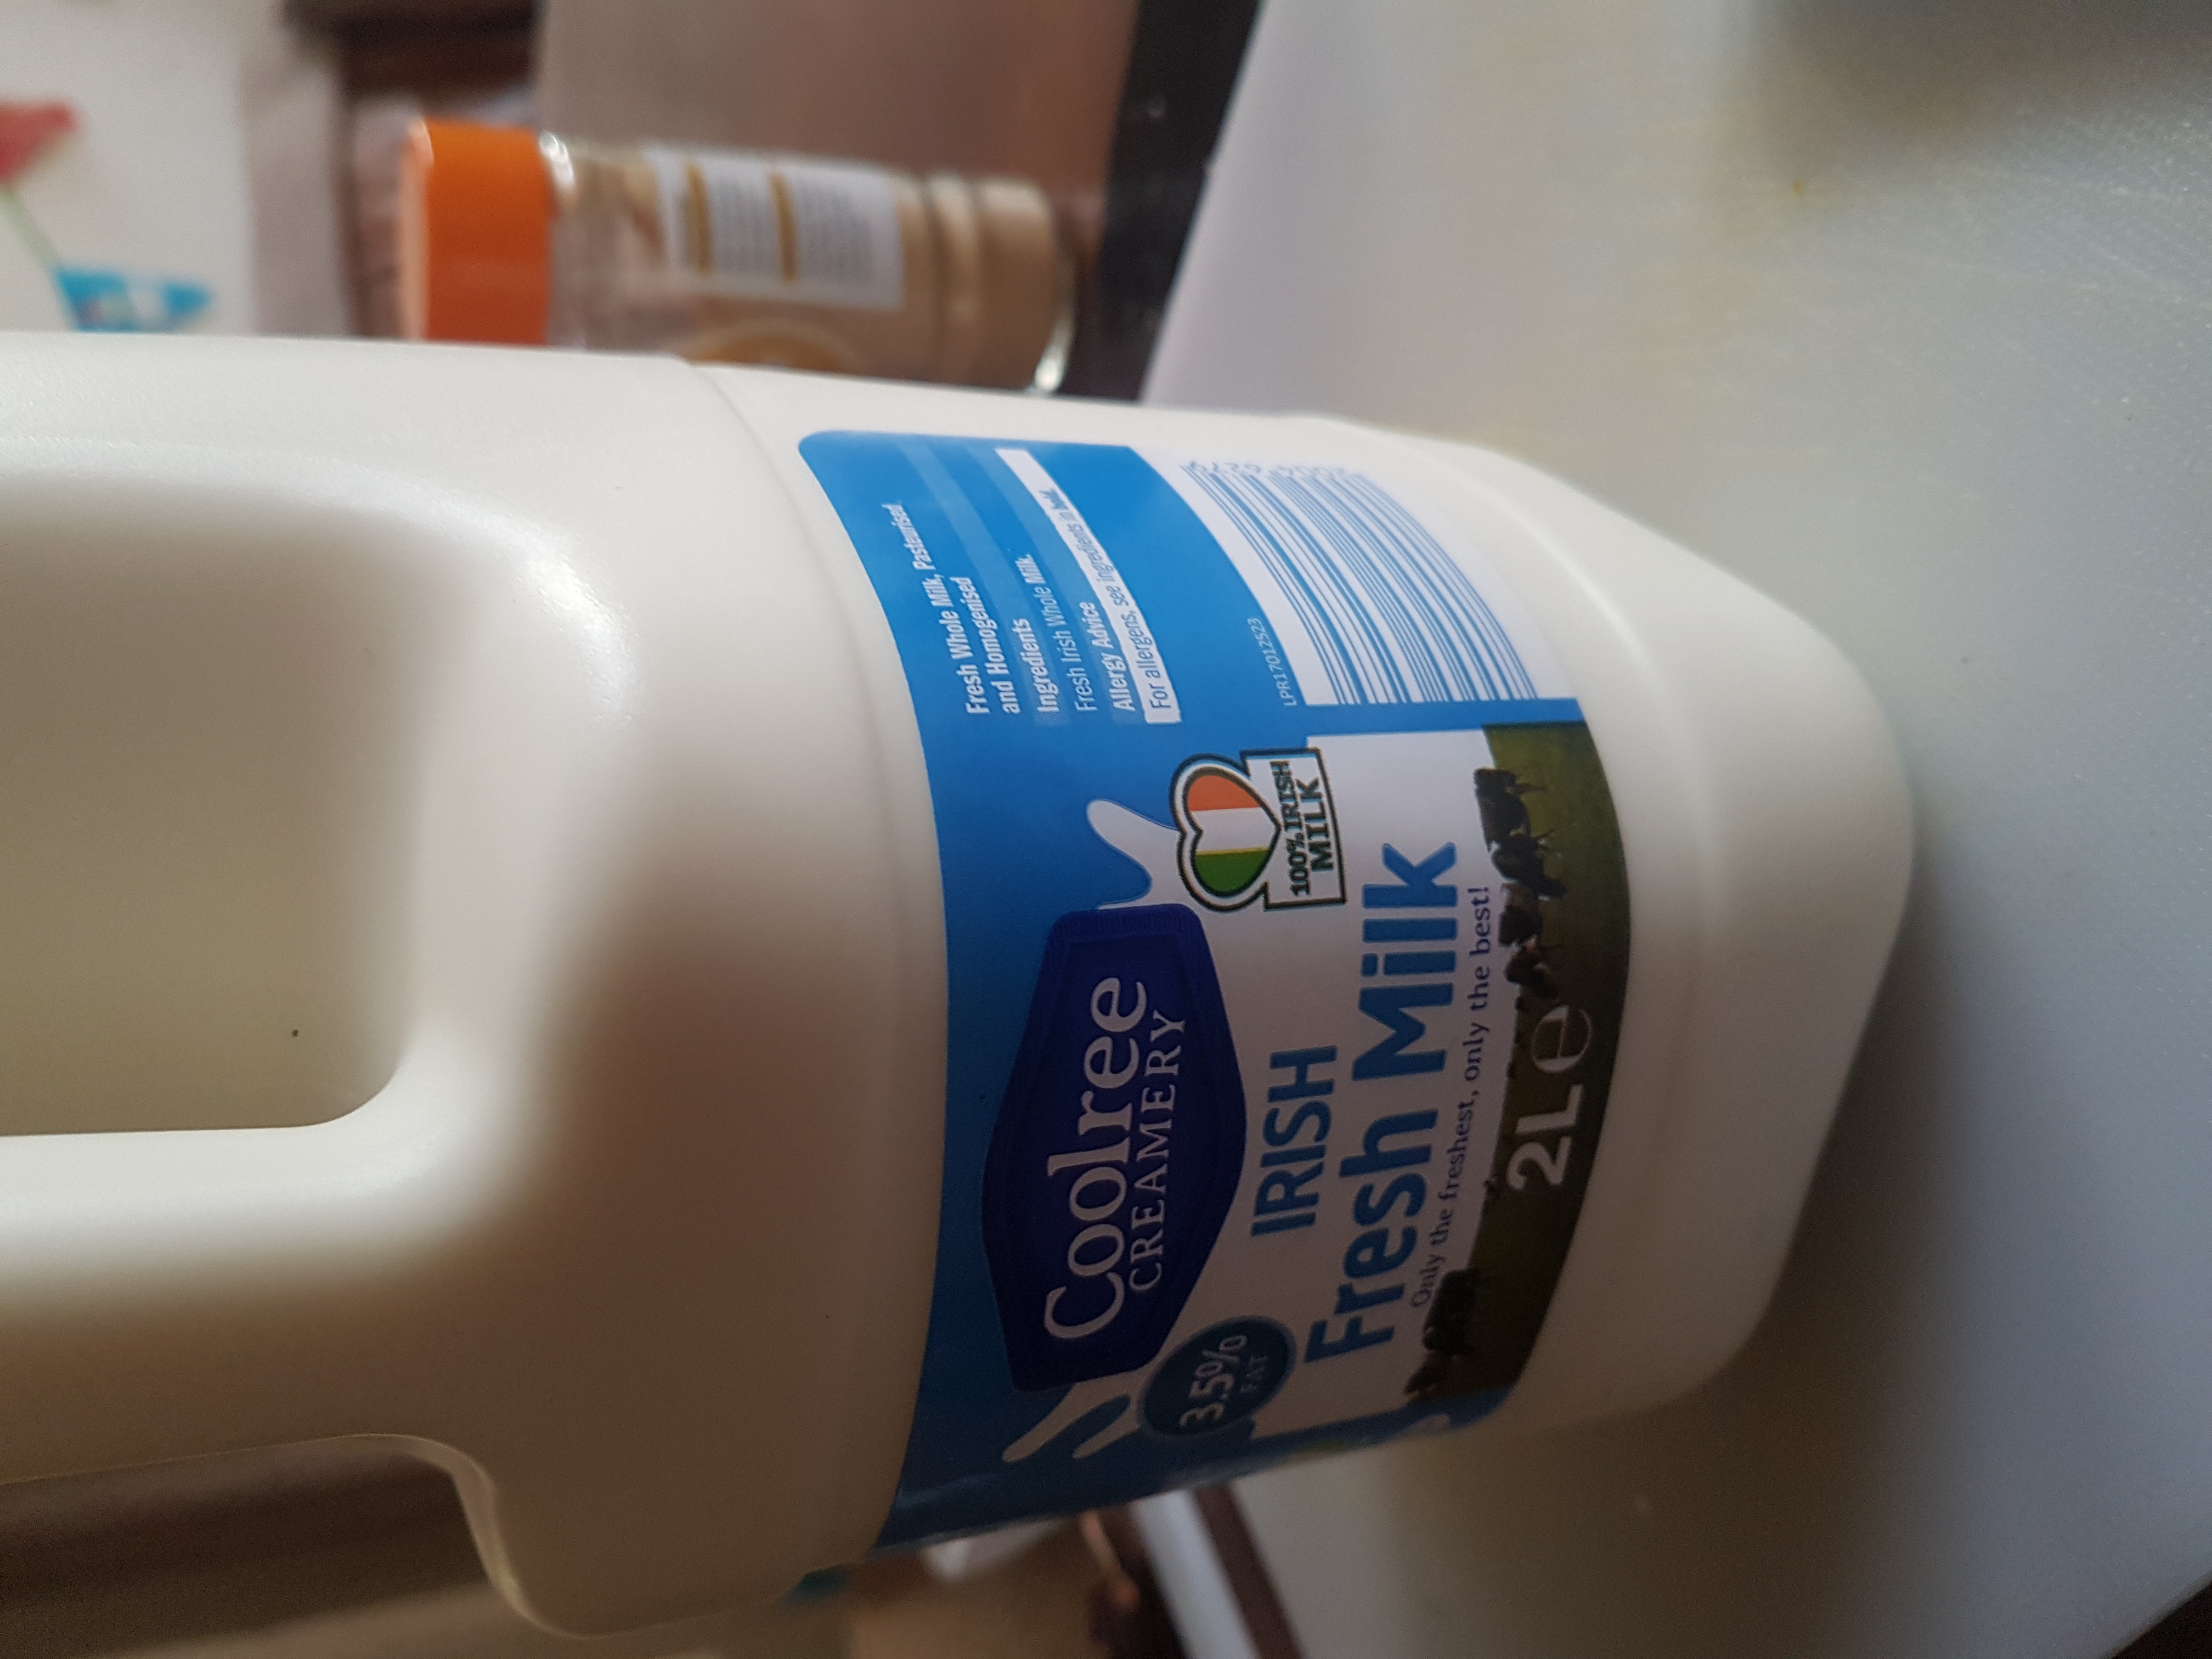 Coolree
CREAMERY
3.5%
FAT
IRISH
Fresh Milk
Only the freshest, only the best!
2L e
100% IRISH
MILK
Fresh Whole Milk, Pasteurised
and Homogenised
Ingredients
Fresh Irish Whole Milk.
Allergy Advice
For allergens, see ingredients in bold.
LPR17012523